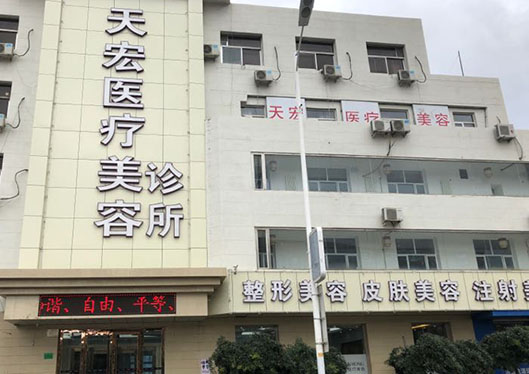 天宏医疗美容
诊所
天宏 医疗 美容
谐、自由、平等、
整形美容 皮肤美容 注射美